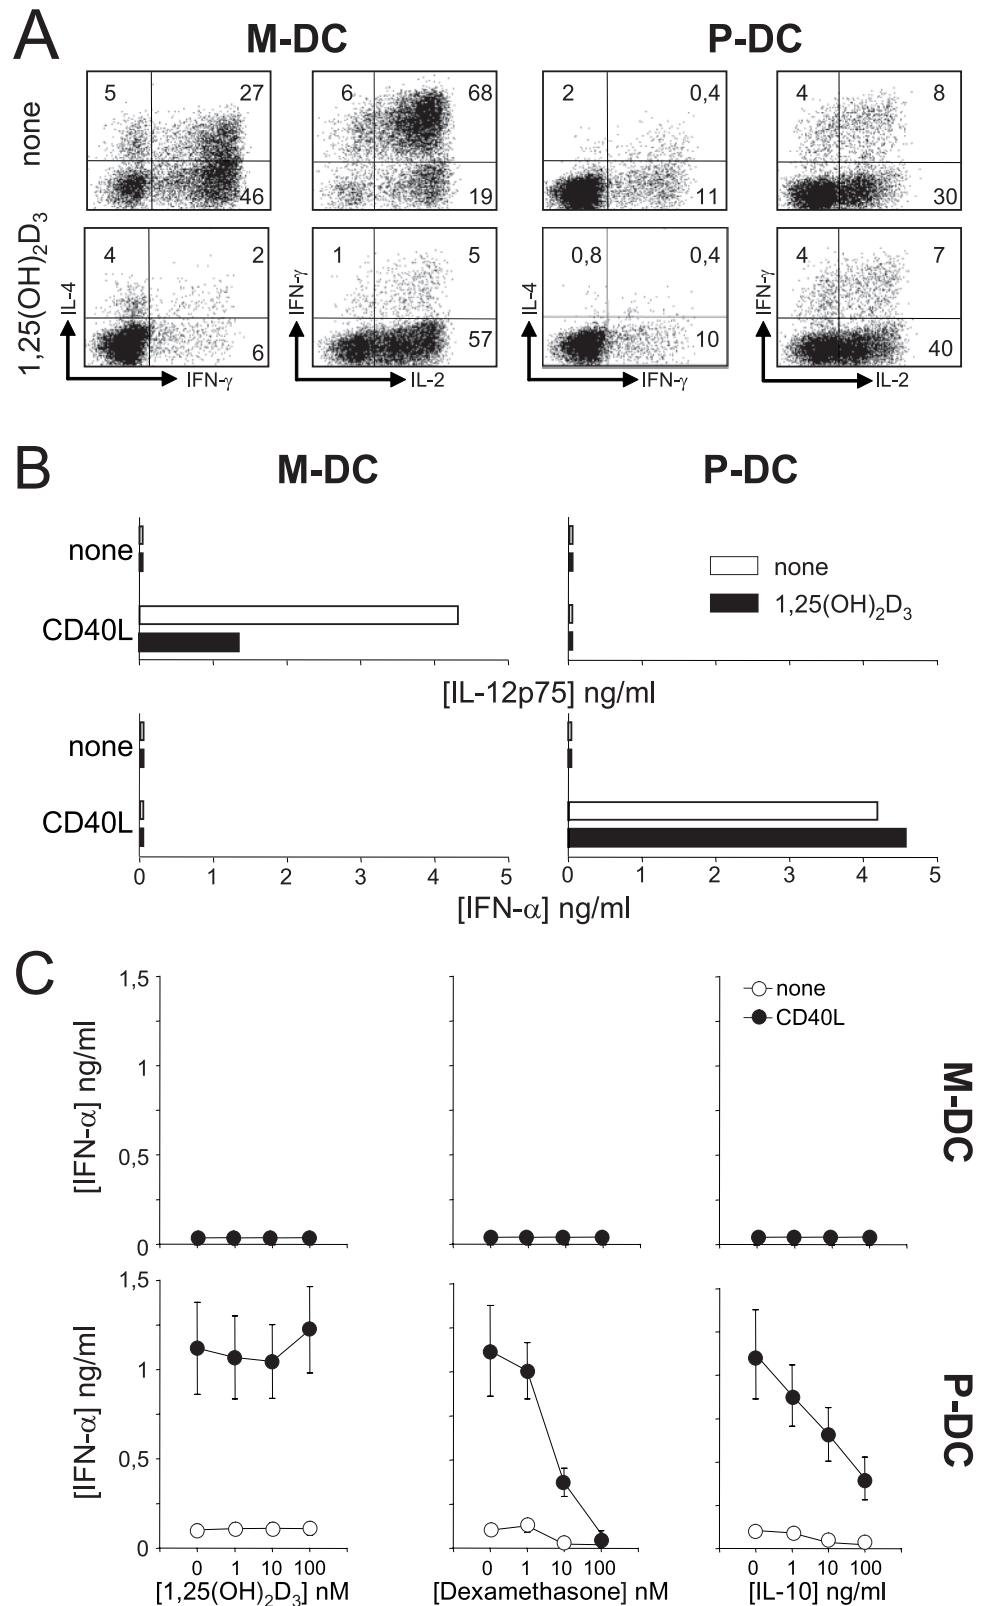 A
M-DC
P-DC
none
5
27
46
6
68
19
2
0,4
11
4
8
30
1,25(OH)2D3
4
2
6
1
5
57
0,8
0,4
10
4
7
40
IL-4
IFN-γ
IL-4
IFN-γ
IFN-γ
IL-2
IFN-γ
IL-2
B
M-DC
P-DC
none
CD40L
none
1,25(OH)2D3
[IL-12p75] ng/ml
none
CD40L
0 1 2 3 4 5
0 1 2 3 4 5
[IFN-α] ng/ml
C
1,5
1
0,5
0
[IFN-α] ng/ml
none
CD40L
M-DC
1,5
1
0,5
0
[IFN-α] ng/ml
P-DC
0 1 10 100
0 1 10 100
0 1 10 100
[1,25(OH)2D3] nM
[Dexamethasone] nM
[IL-10] ng/ml